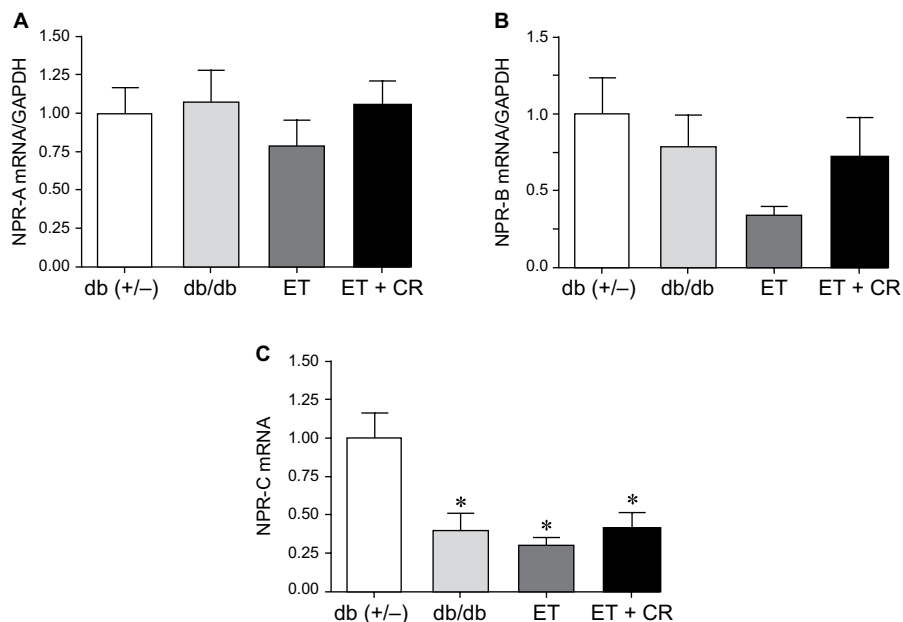 A
NPR-A mRNA/GAPDH
1.50
1.25
1.00
0.75
0.50
0.25
0.00
db (+/–) db/db ET ET + CR
B
NPR-B mRNA/GAPDH
1.5
1.0
0.5
0.0
db (+/–) db/db ET ET + CR
C
NPR-C mRNA
1.50
1.25
1.00
0.75
0.50
0.25
0.00
* * *
db (+/–) db/db ET ET + CR